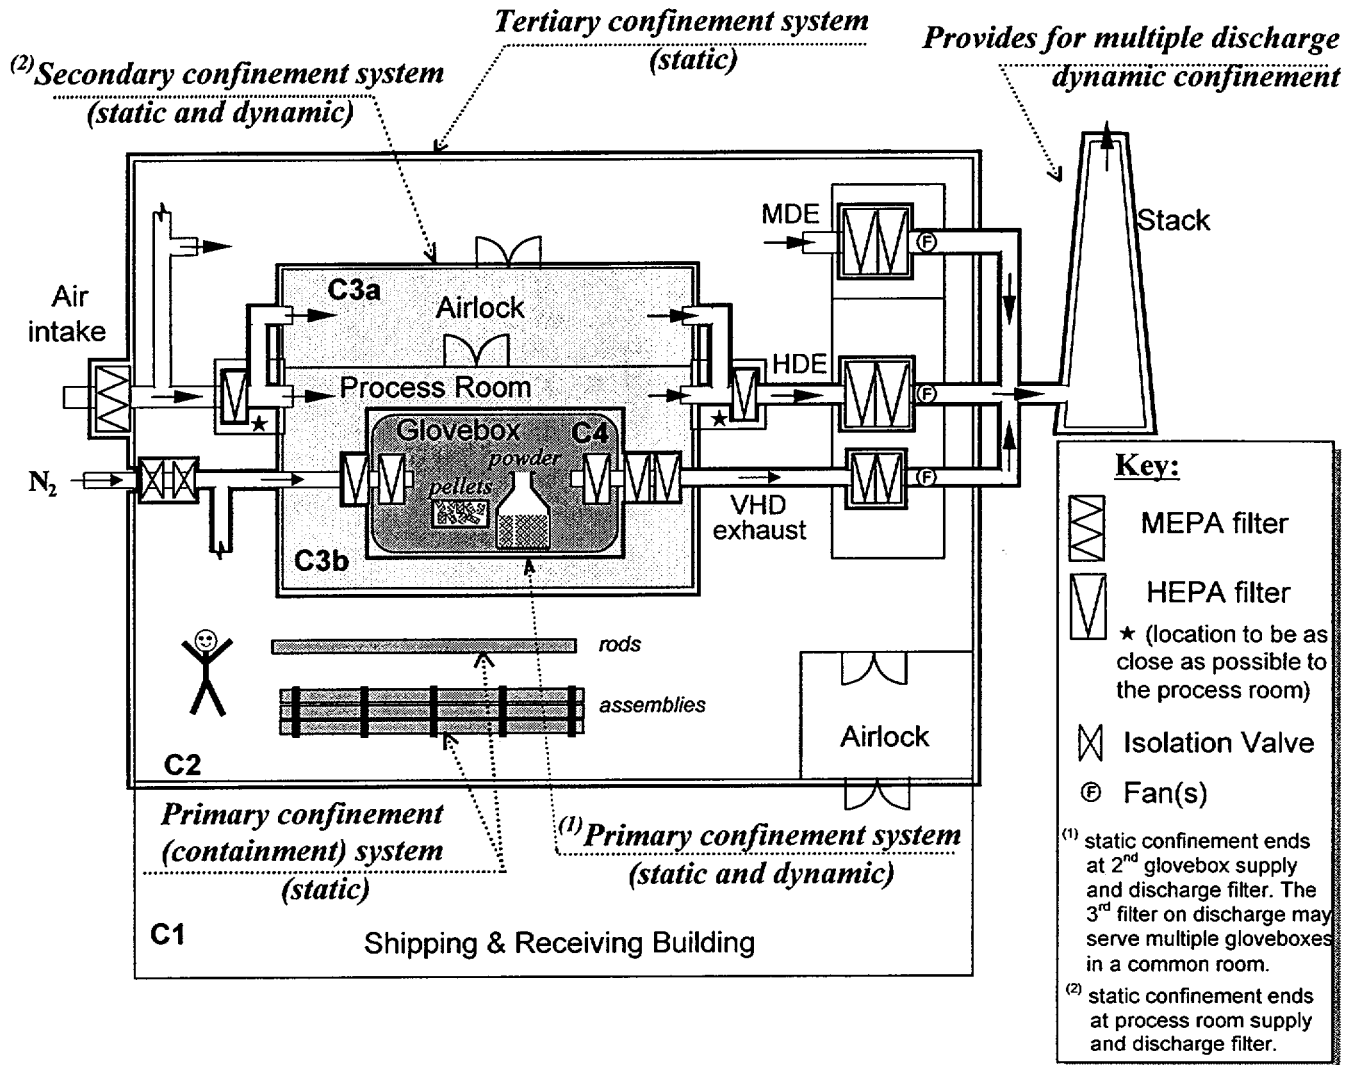 Tertiary confinement system
(static)
Provides for multiple discharge
dynamic confinement
(2)Secondary confinement system
(static and dynamic)
MDE
Stack
C3a
Airlock
Air
intake
HDE
Process Room
Glovebox
C4
powder
pellets
N2
VHD
exhaust
C3b
rods
assemblies
Airlock
C2
Primary confinement
(containment) system
(static)
(1)Primary confinement system
(static and dynamic)
C1
Shipping & Receiving Building
Key:
MEPA filter
HEPA filter
★ (location to be as
close as possible to
the process room)
Isolation Valve
F Fan(s)
F
F
F
(1) static confinement ends
at 2nd glovebox supply
and discharge filter. The
3rd filter on discharge may
serve multiple gloveboxes
in a common room.
(2) static confinement ends
at process room supply
and discharge filter.